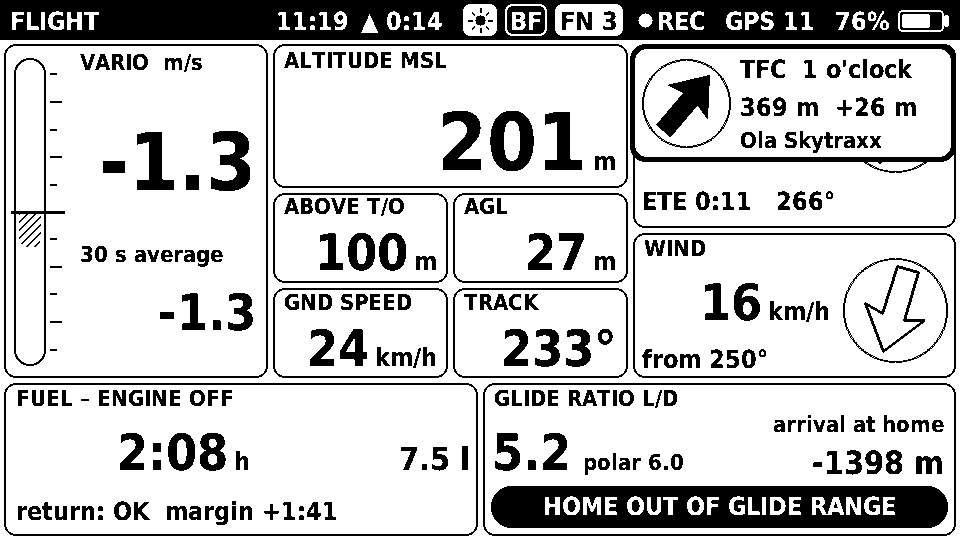 FLIGHT 11:19 ▲ 0:14 BF FN 3 REC GPS 11 76%
VARIO m/s
-1.3
30 s average
-1.3
ALTITUDE MSL
201 m
ABOVE T/O
100 m
AGL
27 m
GND SPEED
24 km/h
TRACK
233°
TFC 1 o'clock
369 m +26 m
Ola Skytraxx
ETE 0:11 266°
WIND
16 km/h
from 250°
FUEL – ENGINE OFF
2:08 h 7.5 l
return: OK margin +1:41
GLIDE RATIO L/D
5.2 polar 6.0
arrival at home
-1398 m
HOME OUT OF GLIDE RANGE